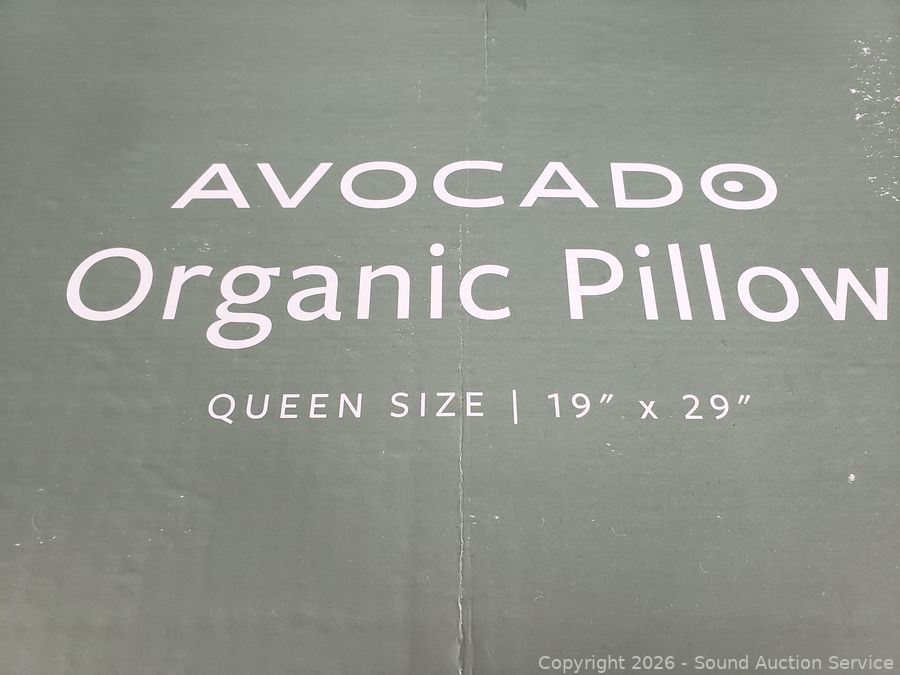 AVOCADO
Organic Pillow
QUEEN SIZE | 19″ x 29″
Copyright 2026 - Sound Auction Service